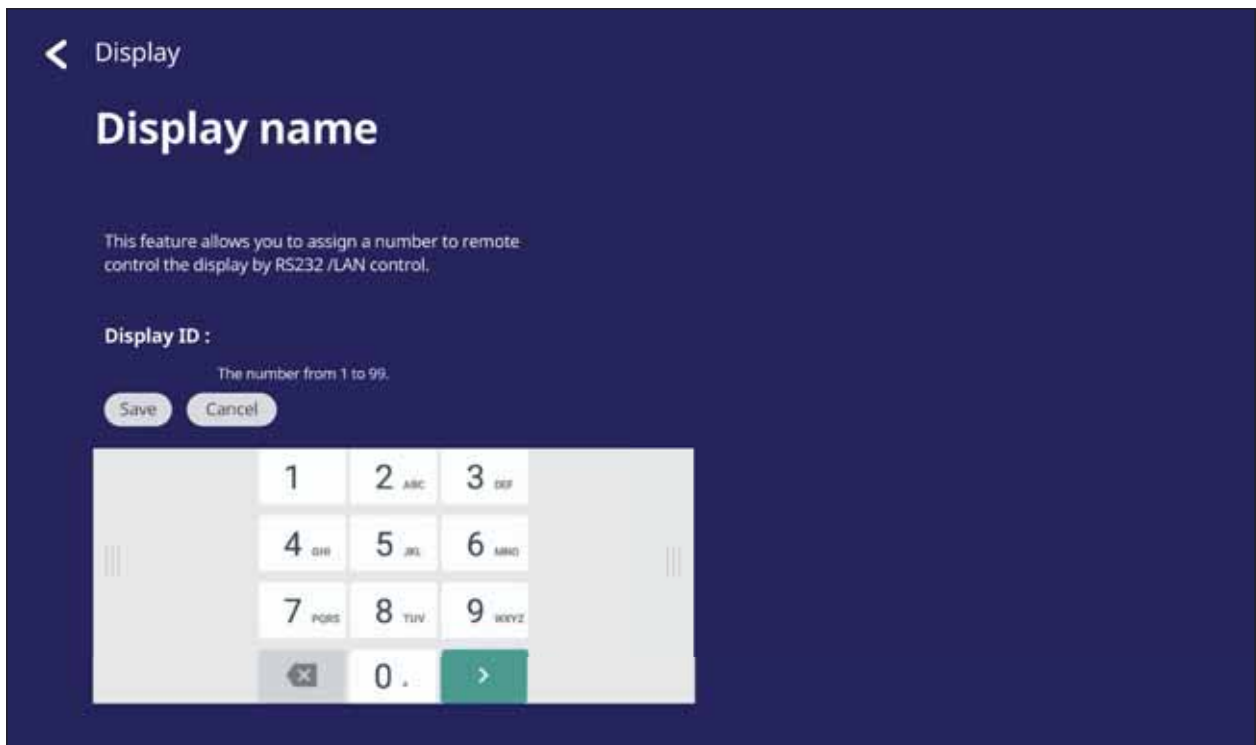 Display
Display name
This feature allows you to assign a number to remote
control the display by RS232 /LAN control.
Display ID :
The number from 1 to 99.
Save Cancel
1 2 ABC 3 DEF
4 GHI 5 JKL 6 MNO
7 PQRS 8 TUV 9 WXYZ
0 .